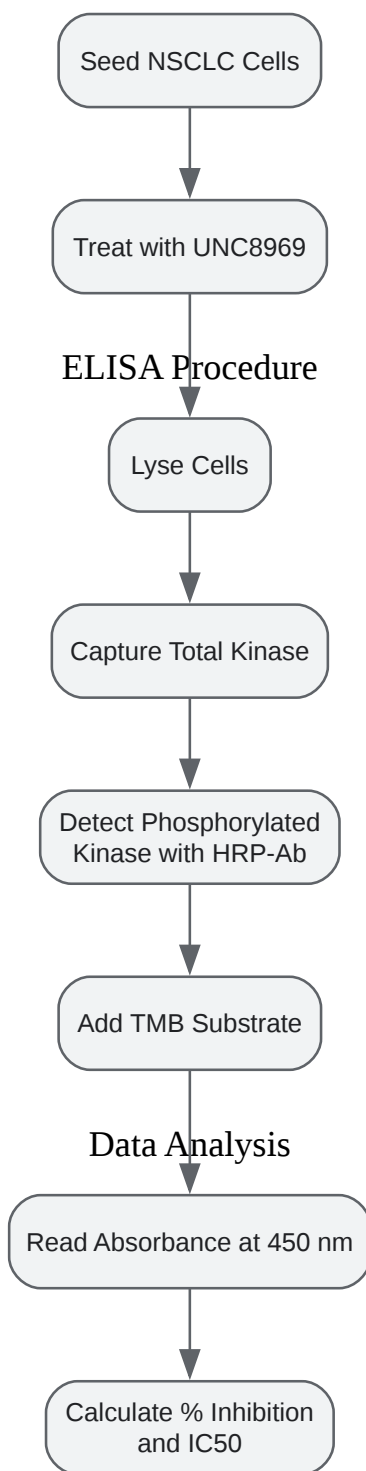 Seed NSCLC Cells
Treat with UNC8969
ELISA Procedure
Lyse Cells
Capture Total Kinase
Detect Phosphorylated
Kinase with HRP-Ab
Add TMB Substrate
Data Analysis
Read Absorbance at 450 nm
Calculate % Inhibition
and IC50